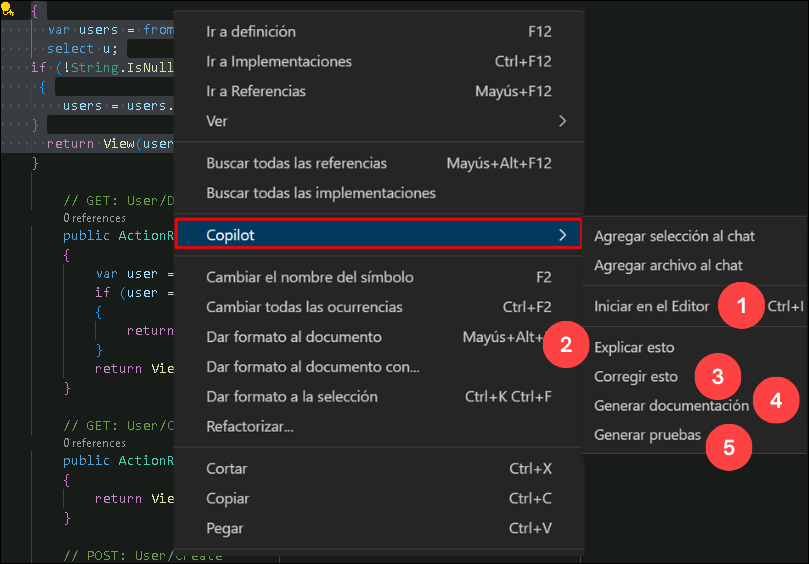 {
var users = from
select u;
if (!String.IsNull
{
users = users.
}
return View(user
}
// GET: User/D
0 references
public ActionR
{
var user =
if (user =
{
return
}
return Vie
}
// GET: User/C
0 references
public ActionR
{
return Vie
}
// POST: User/Create
Ir a definición F12
Ir a Implementaciones Ctrl+F12
Ir a Referencias Mayús+F12
Ver >
Buscar todas las referencias Mayús+Alt+F12
Buscar todas las implementaciones
Copilot >
Cambiar el nombre del símbolo F2
Cambiar todas las ocurrencias Ctrl+F2
Dar formato al documento Mayús+Alt+
Dar formato al documento con...
Dar formato a la selección Ctrl+K Ctrl+F
Refactorizar...
Cortar Ctrl+X
Copiar Ctrl+C
Pegar Ctrl+V
Agregar selección al chat
Agregar archivo al chat
Iniciar en el Editor 1 Ctrl+I
2 Explicar esto
Corregir esto 3
Generar documentación 4
Generar pruebas 5